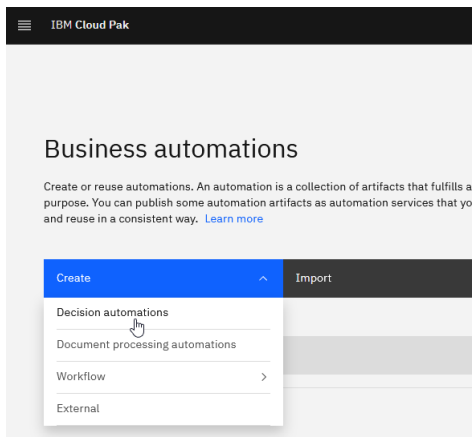 IBM Cloud Pak
Business automations
Create or reuse automations. An automation is a collection of artifacts that fulfills a
purpose. You can publish some automation artifacts as automation services that yo
and reuse in a consistent way. Learn more
Create
Import
Decision automations
Document processing automations
Workflow
External